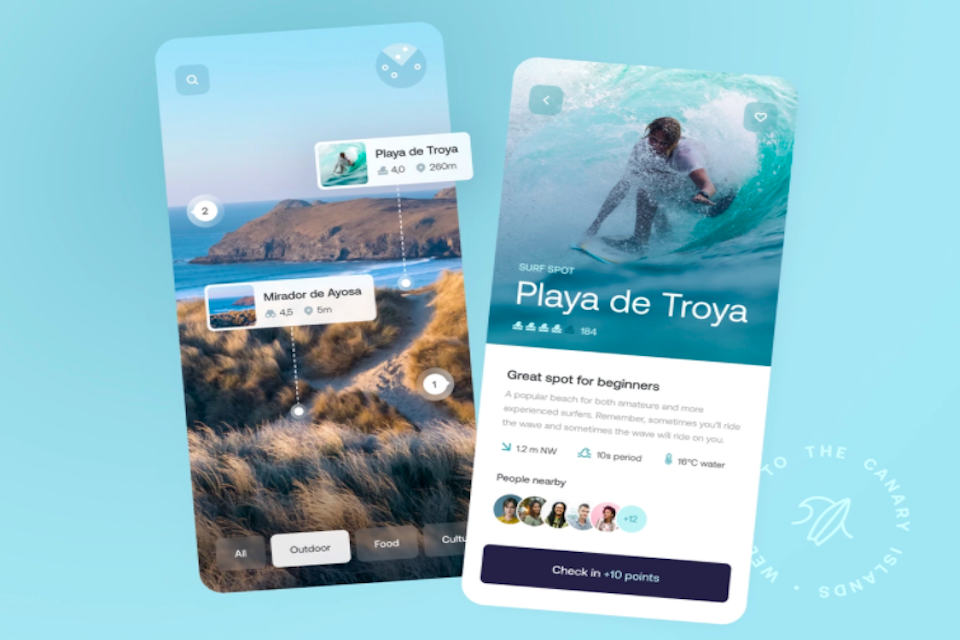 Playa de Troya
4,0 260m
2
Mirador de Ayosa
4,5 5m
1
All
Outdoor
Food
Cultu
SURF SPOT
Playa de Troya
184
Great spot for beginners
A popular beach for both amateurs and more
experienced surfers. Remember, sometimes you'll ride
the wave and sometimes the wave will ride on you.
1.2 m NW
10s period
16°C water
People nearby
+12
Check in +10 points
TO THE CANARY ISLANDS •